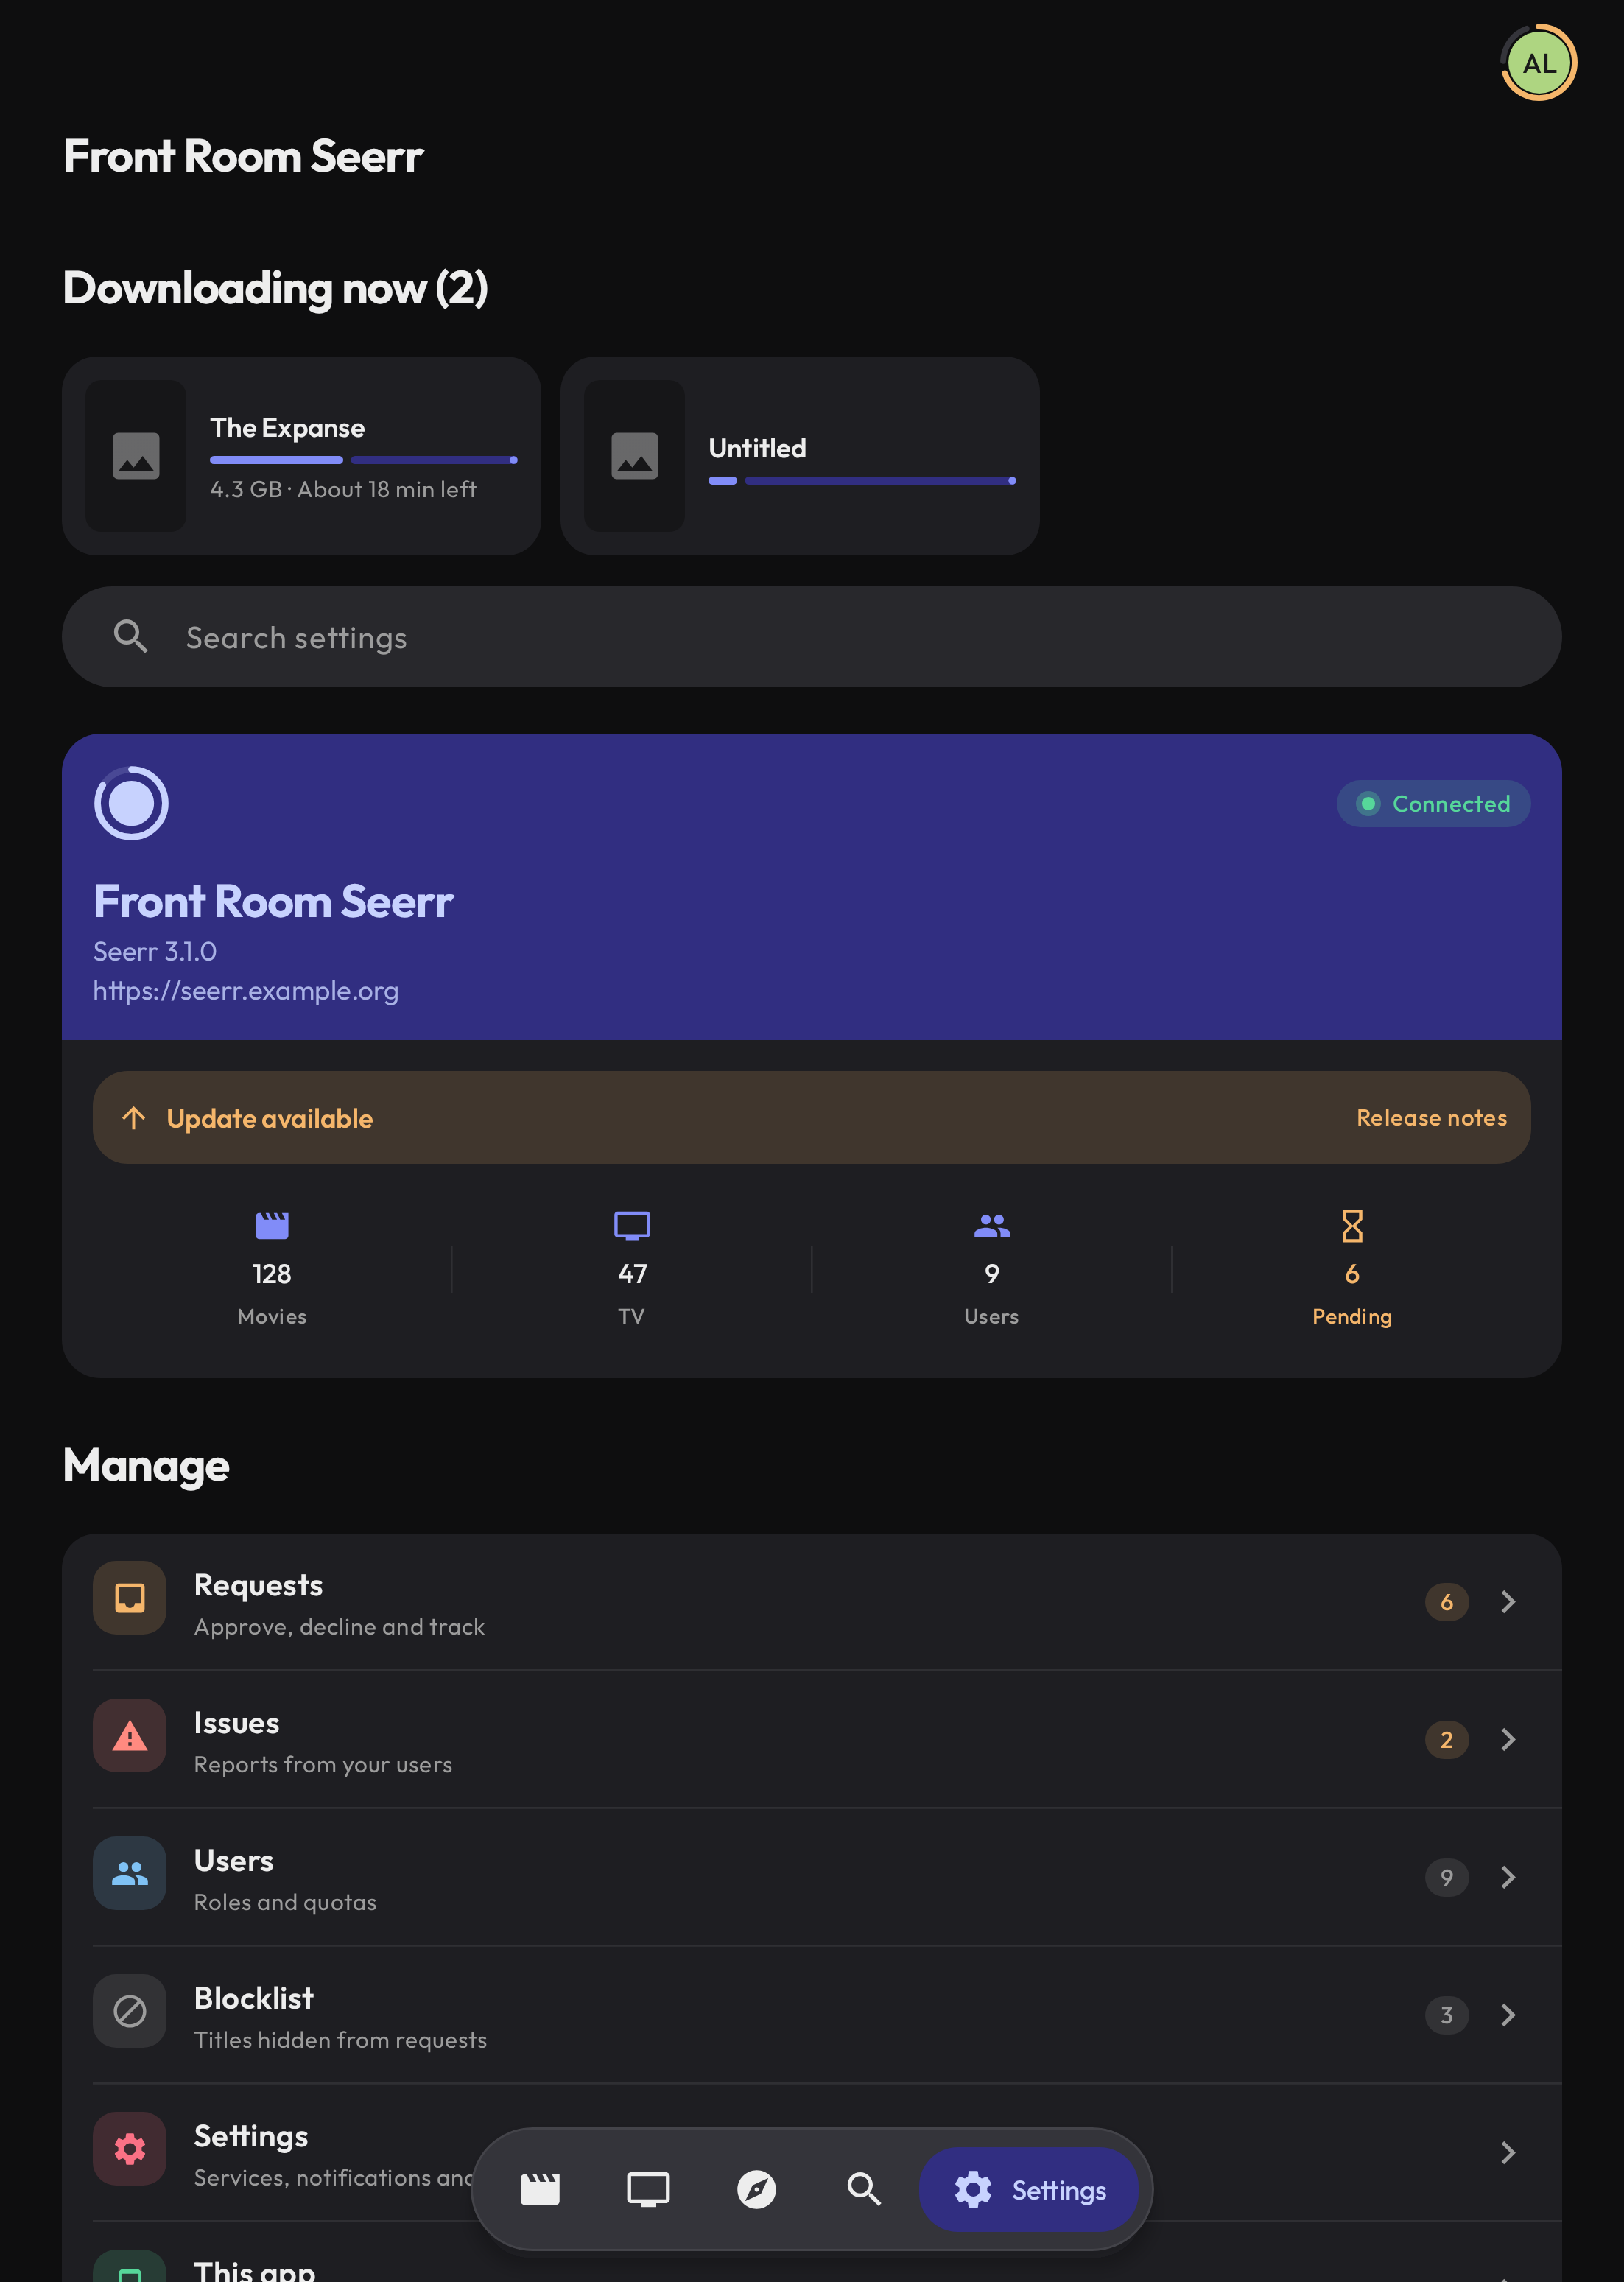 AL
Front Room Seerr
Downloading now (2)
The Expanse
4.3 GB · About 18 min left
Untitled
Search settings
Connected
Front Room Seerr
Seerr 3.1.0
https://seerr.example.org
Update available
Release notes
128
Movies
47
TV
9
Users
6
Pending
Manage
Requests
Approve, decline and track
6
Issues
Reports from your users
2
Users
Roles and quotas
9
Blocklist
Titles hidden from requests
3
Settings
Services, notifications and
Settings
This app